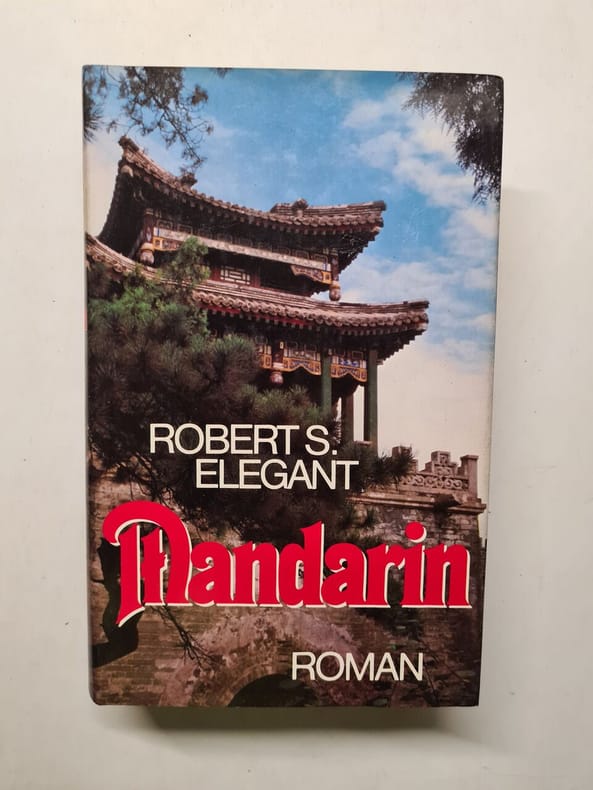 ROBERT S.
ELEGANT
Mandarin
ROMAN